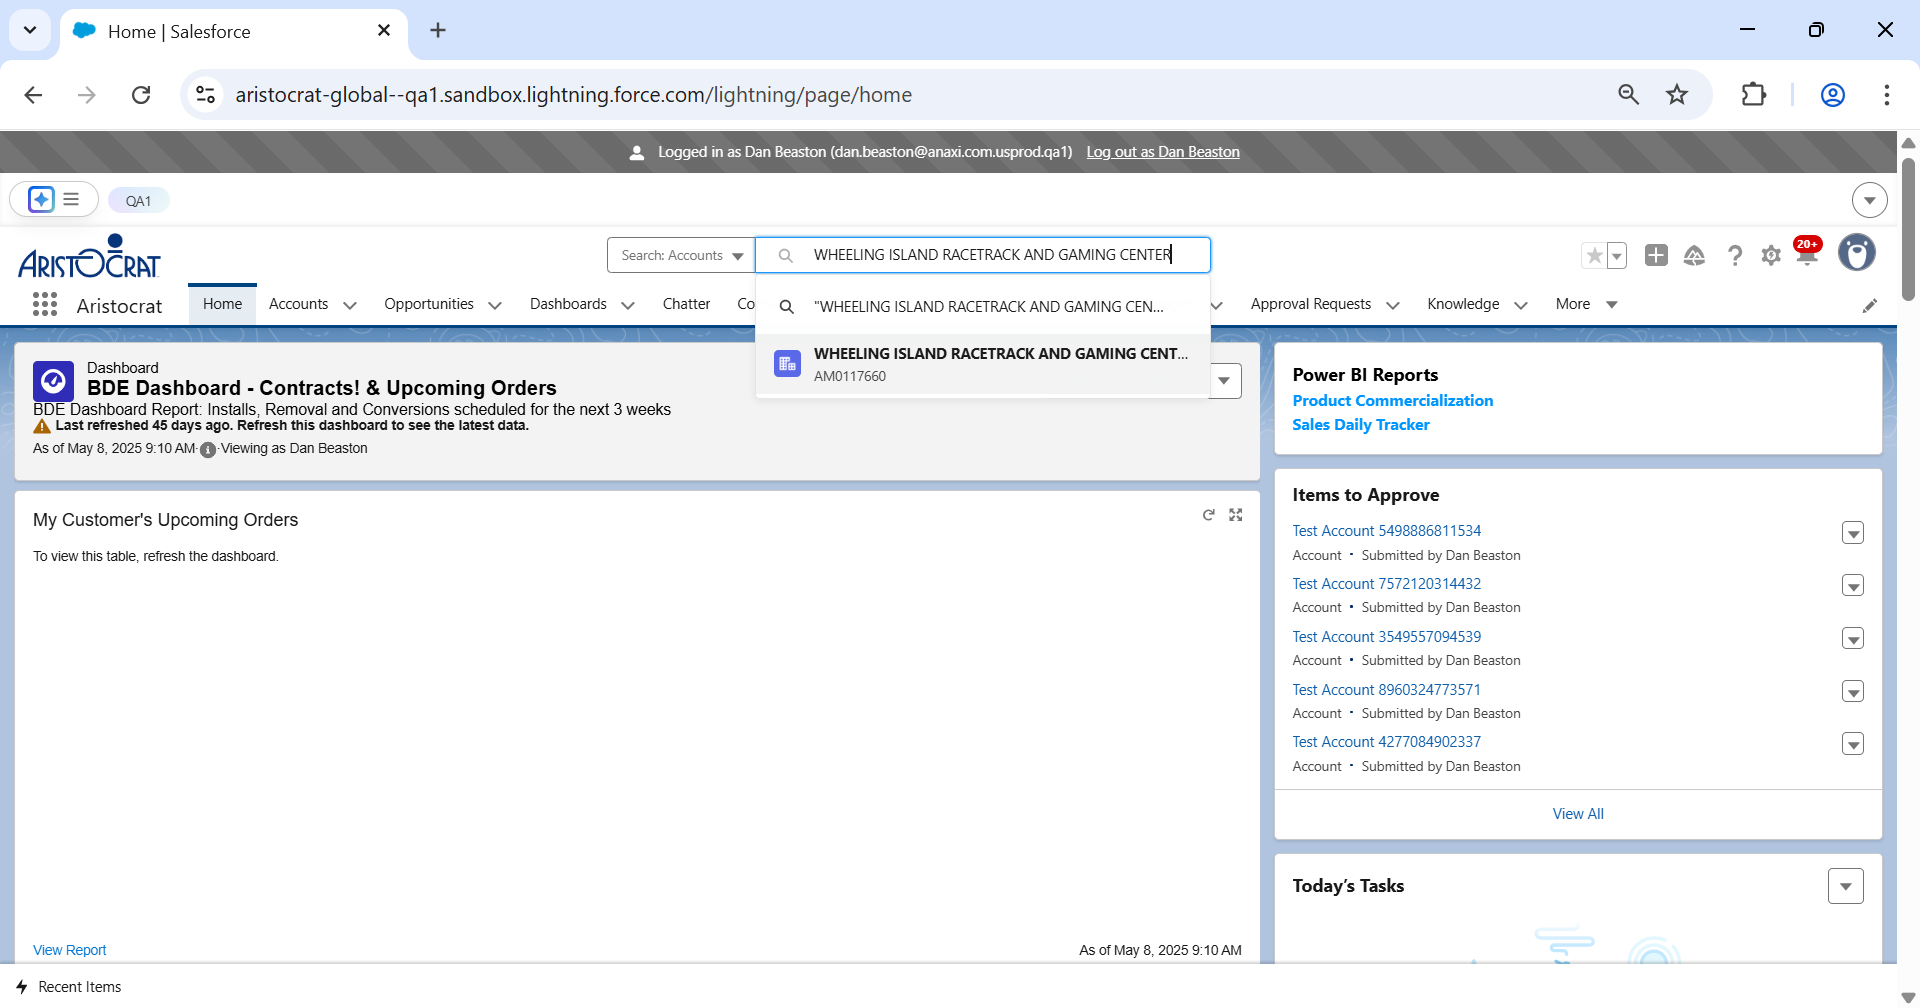 Home | Salesforce
aristocrat-global--qa1.sandbox.lightning.force.com/lightning/page/home
Logged in as Dan Beaston (dan.beaston@anaxi.com.usprod.qa1) Log out as Dan Beaston
QA1
ARISTOCRAT
Search: Accounts
WHEELING ISLAND RACETRACK AND GAMING CENTER
20+
Aristocrat
Home
Accounts
Opportunities
Dashboards
Chatter
Co
"WHEELING ISLAND RACETRACK AND GAMING CEN...
Approval Requests
Knowledge
More
WHEELING ISLAND RACETRACK AND GAMING CENT...
AM0117660
Dashboard
BDE Dashboard - Contracts! & Upcoming Orders
BDE Dashboard Report: Installs, Removal and Conversions scheduled for the next 3 weeks
Last refreshed 45 days ago. Refresh this dashboard to see the latest data.
As of May 8, 2025 9:10 AM·Viewing as Dan Beaston
My Customer's Upcoming Orders
To view this table, refresh the dashboard.
View Report
As of May 8, 2025 9:10 AM
Power BI Reports
Product Commercialization
Sales Daily Tracker
Items to Approve
Test Account 5498886811534
Account • Submitted by Dan Beaston
Test Account 7572120314432
Account • Submitted by Dan Beaston
Test Account 3549557094539
Account • Submitted by Dan Beaston
Test Account 8960324773571
Account • Submitted by Dan Beaston
Test Account 4277084902337
Account • Submitted by Dan Beaston
View All
Today's Tasks
Recent Items